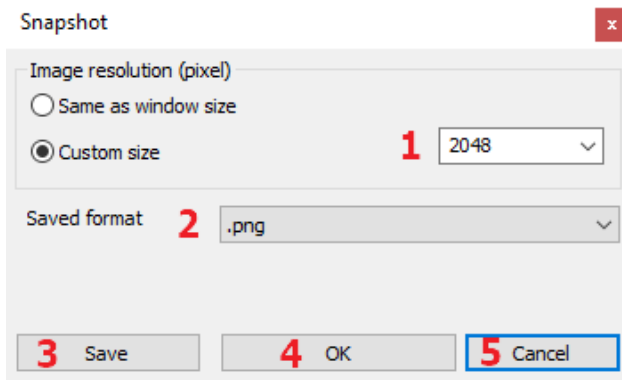 Snapshot x
Image resolution (pixel)
Same as window size
Custom size 1 2048
Saved format 2 .png
3 Save 4 OK 5 Cancel